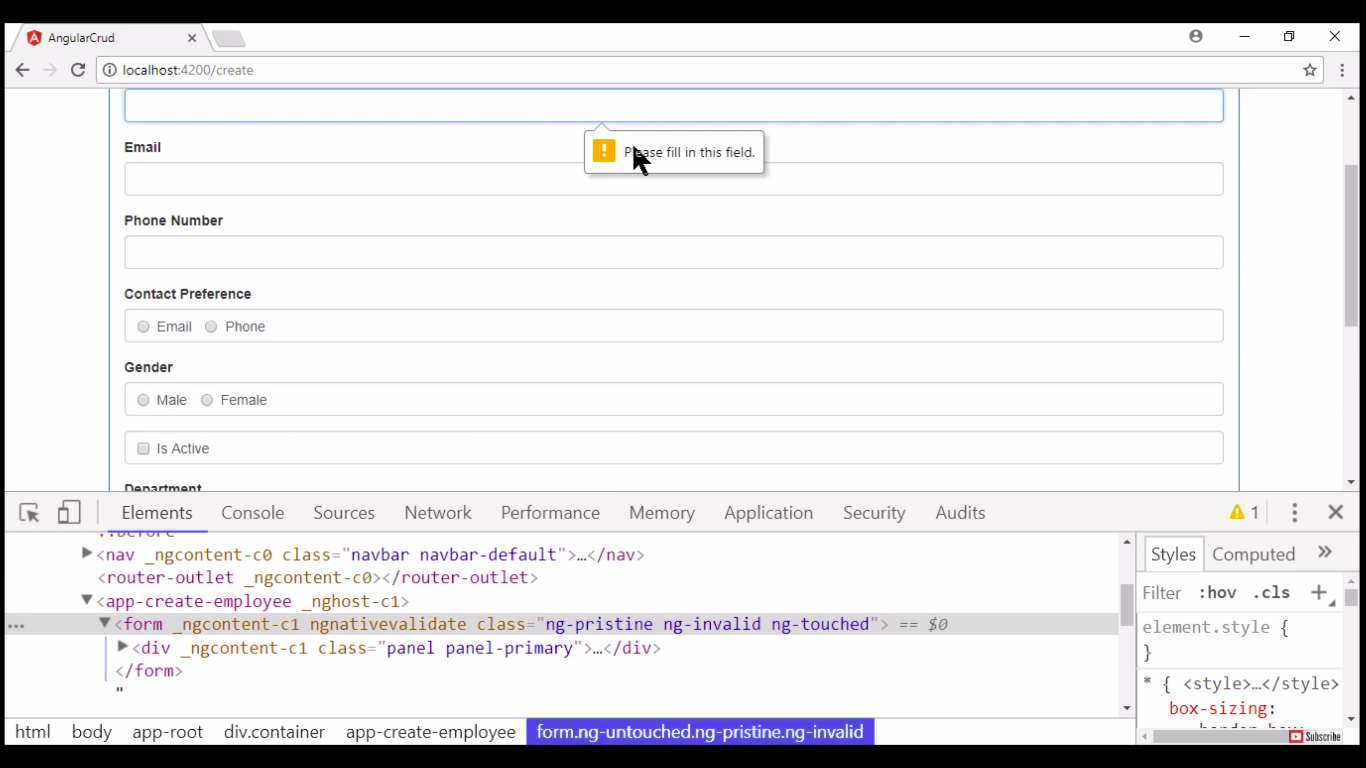 AngularCrud
localhost:4200/create
Please fill in this field.
Email
Phone Number
Contact Preference
Email Phone
Gender
Male Female
Is Active
Department
Elements Console Sources Network Performance Memory Application Security Audits 1
::before
<nav _ngcontent-c0 class="navbar navbar-default">…</nav>
<router-outlet _ngcontent-c0></router-outlet>
<app-create-employee _nghost-c1>
<form _ngcontent-c1 ngnativevalidate class="ng-pristine ng-invalid ng-touched"> == $0
<div _ngcontent-c1 class="panel panel-primary">…</div>
</form>
"
html body app-root div.container app-create-employee form.ng-untouched.ng-pristine.ng-invalid
Styles Computed »
Filter :hov .cls +
element.style {
}
* { <style>…</style>
box-sizing:
border-box
Subscribe